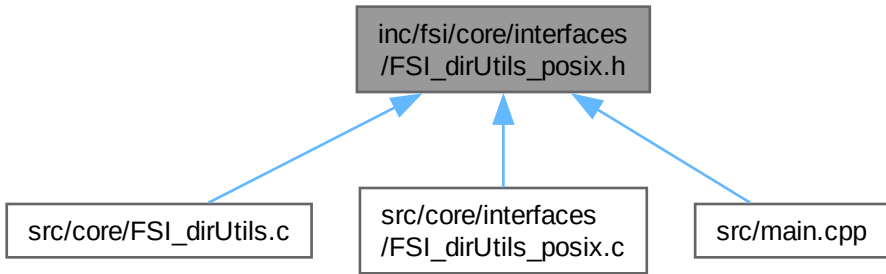 inc/fsi/core/interfaces
/FSI_dirUtils_posix.h
src/core/FSI_dirUtils.c
src/core/interfaces
/FSI_dirUtils_posix.c
src/main.cpp